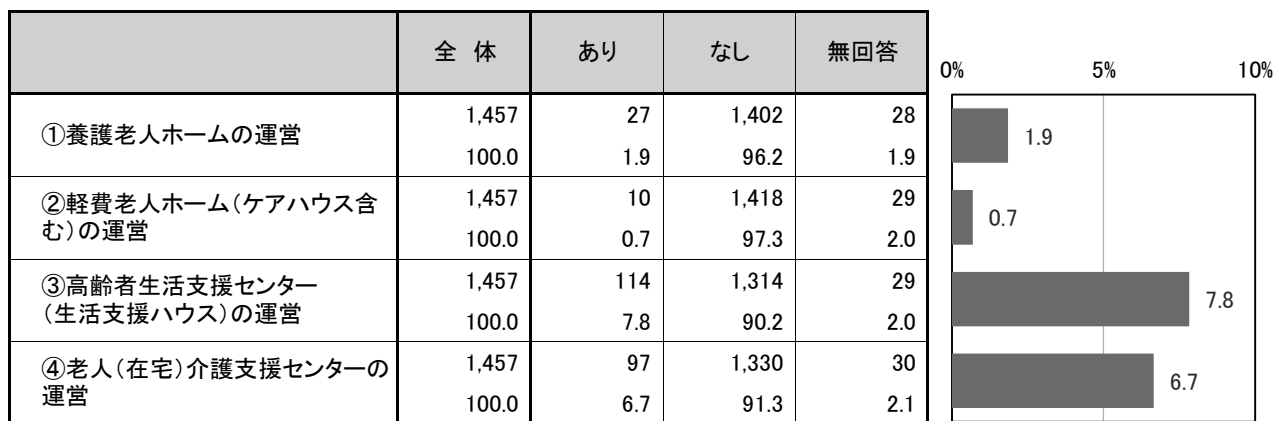 全 体 あり なし 無回答
0% 5% 10%
①養護老人ホームの運営 1,457 27 1,402 28
100.0 1.9 96.2 1.9
1.9
②軽費老人ホーム（ケアハウス含
む）の運営
1,457 10 1,418 29
100.0 0.7 97.3 2.0
0.7
③高齢者生活支援センター
（生活支援ハウス）の運営
1,457 114 1,314 29
100.0 7.8 90.2 2.0
7.8
④老人（在宅）介護支援センターの
運営
1,457 97 1,330 30
100.0 6.7 91.3 2.1
6.7